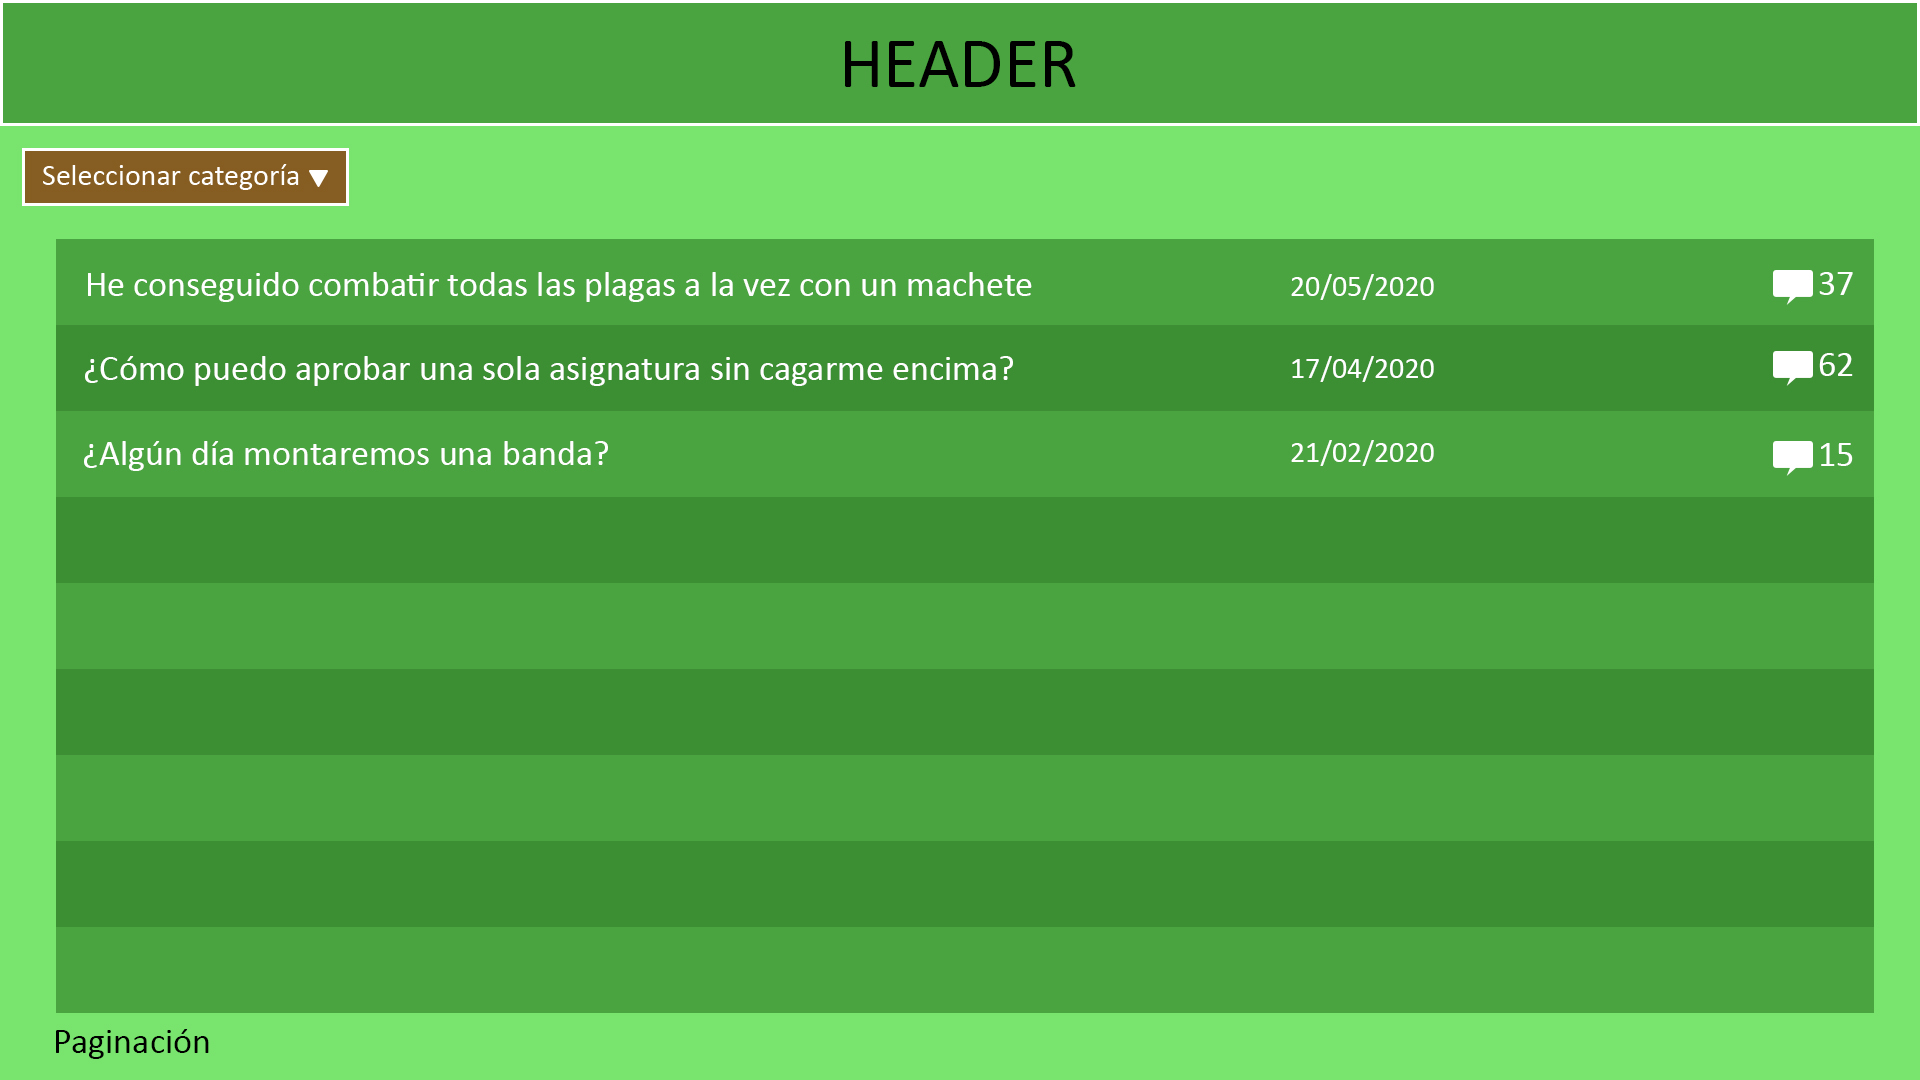 HEADER
Seleccionar categoría
He conseguido combatir todas las plagas a la vez con un machete 20/05/2020 37
¿Cómo puedo aprobar una sola asignatura sin cagarme encima? 17/04/2020 62
¿Algún día montaremos una banda? 21/02/2020 15
Paginación